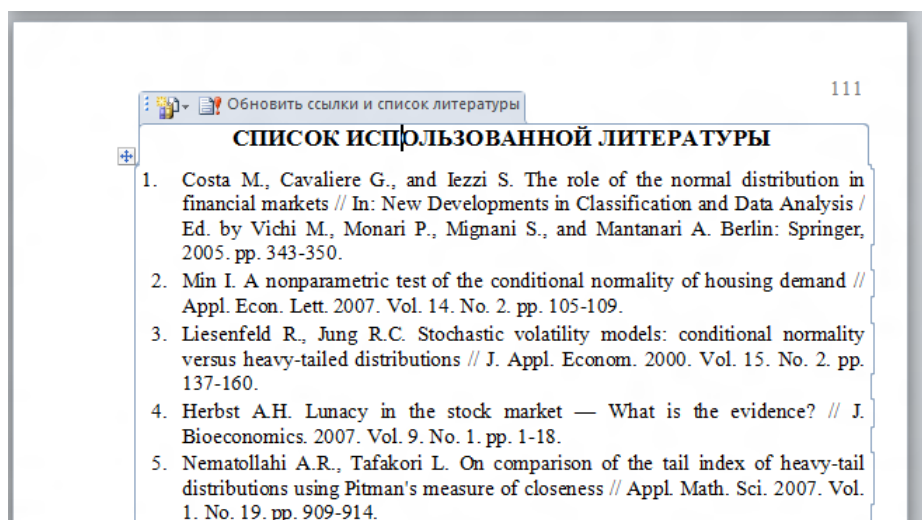 111
Обновить ссылки и список литературы
СПИСОК ИСПОЛЬЗОВАННОЙ ЛИТЕРАТУРЫ
1. Costa M., Cavaliere G., and Iezzi S. The role of the normal distribution in
financial markets // In: New Developments in Classification and Data Analysis /
Ed. by Vichi M., Monari P., Mignani S., and Mantanari A. Berlin: Springer,
2005. pp. 343-350.
2. Min I. A nonparametric test of the conditional normality of housing demand //
Appl. Econ. Lett. 2007. Vol. 14. No. 2. pp. 105-109.
3. Liesenfeld R., Jung R.C. Stochastic volatility models: conditional normality
versus heavy-tailed distributions // J. Appl. Econom. 2000. Vol. 15. No. 2. pp.
137-160.
4. Herbst A.H. Lunacy in the stock market — What is the evidence? // J.
Bioeconomics. 2007. Vol. 9. No. 1. pp. 1-18.
5. Nematollahi A.R., Tafakori L. On comparison of the tail index of heavy-tail
distributions using Pitman's measure of closeness // Appl. Math. Sci. 2007. Vol.
1. No. 19. pp. 909-914.